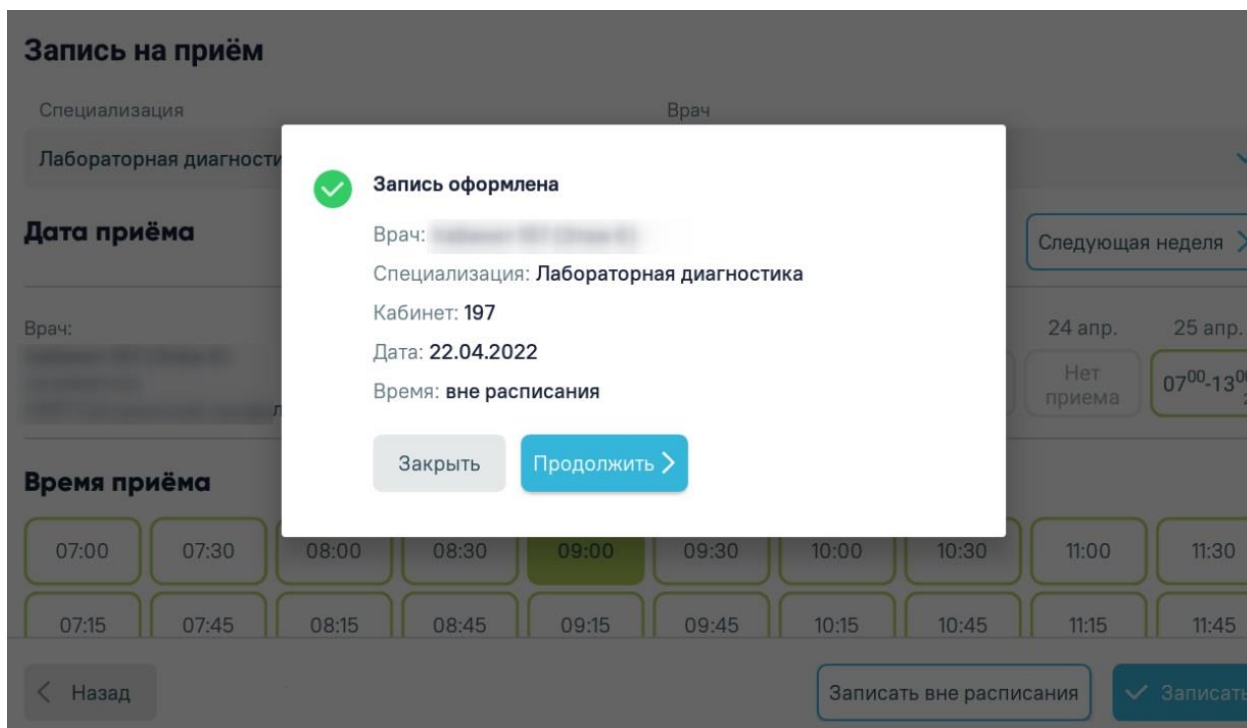 Запись на приём
Специализация
Врач
Лабораторная диагности
Запись оформлена
Врач:
Специализация: Лабораторная диагностика
Кабинет: 197
Дата: 22.04.2022
Время: вне расписания
Закрыть
Продолжить
Дата приёма
Следующая неделя
Врач:
24 апр.
25 апр.
Нет
приема
07⁰⁰-13⁰⁰
Время приёма
07:00 07:30 08:00 08:30 09:00 09:30 10:00 10:30 11:00 11:30
07:15 07:45 08:15 08:45 09:15 09:45 10:15 10:45 11:15 11:45
Назад
Записать вне расписания
Записать